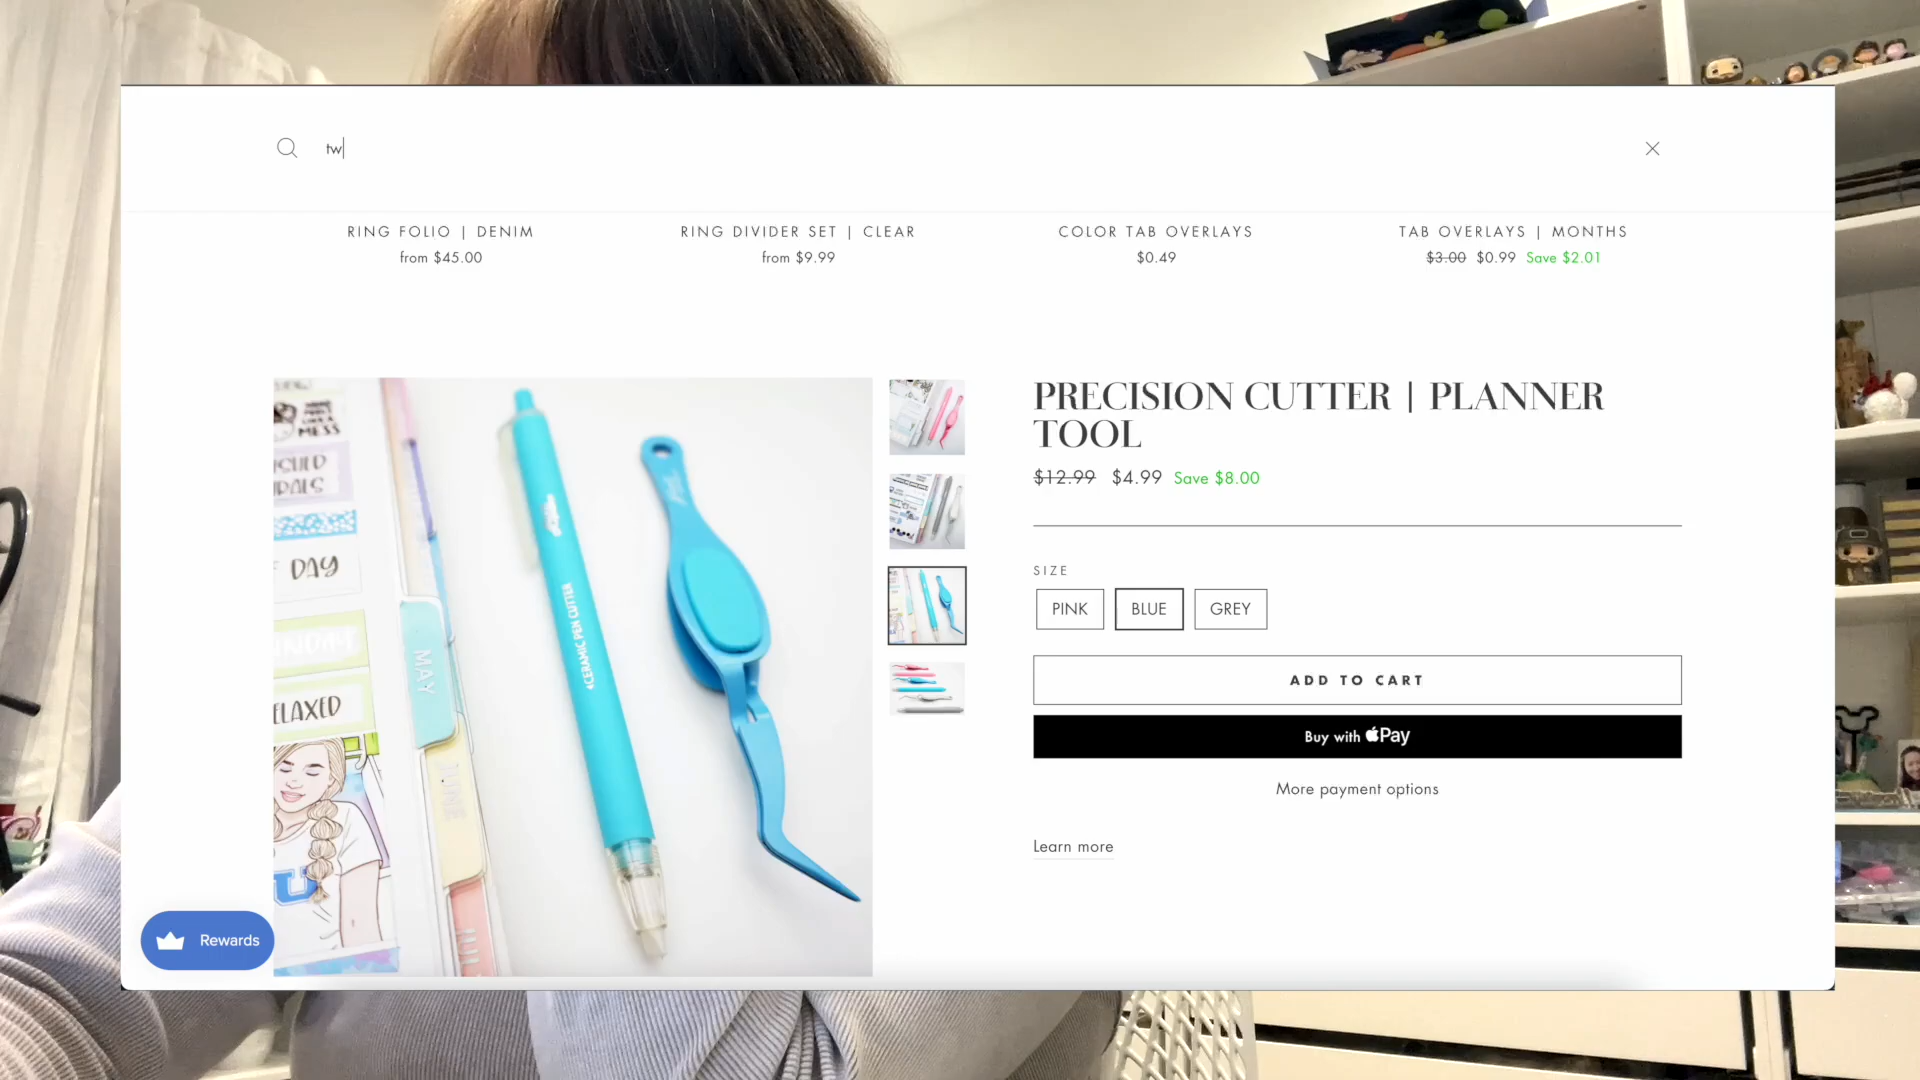 tw
RING FOLIO | DENIM
from $45.00
RING DIVIDER SET | CLEAR
from $9.99
COLOR TAB OVERLAYS
$0.49
TAB OVERLAYS | MONTHS
$3.00 $0.99 Save $2.01
MESS
DAY
RELAXED
MAY
JUNE
CERAMIC PEN CUTTER
PRECISION CUTTER | PLANNER
TOOL
$12.99 $4.99 Save $8.00
SIZE
PINK BLUE GREY
ADD TO CART
Buy with Pay
More payment options
Learn more
Rewards